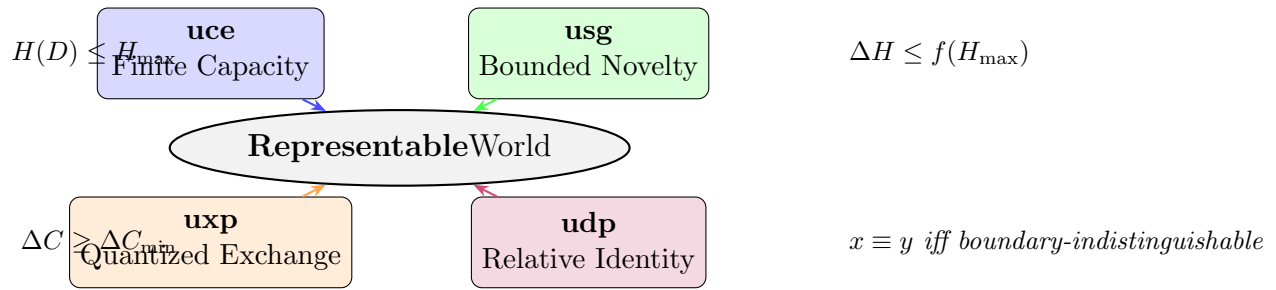 uce
Finite Capacity
H(D) ≤ H_max
usg
Bounded Novelty
ΔH ≤ f(H_max)
RepresentableWorld
uxp
Quantized Exchange
ΔC ≥ ΔC_min
udp
Relative Identity
x ≡ y iff boundary-indistinguishable